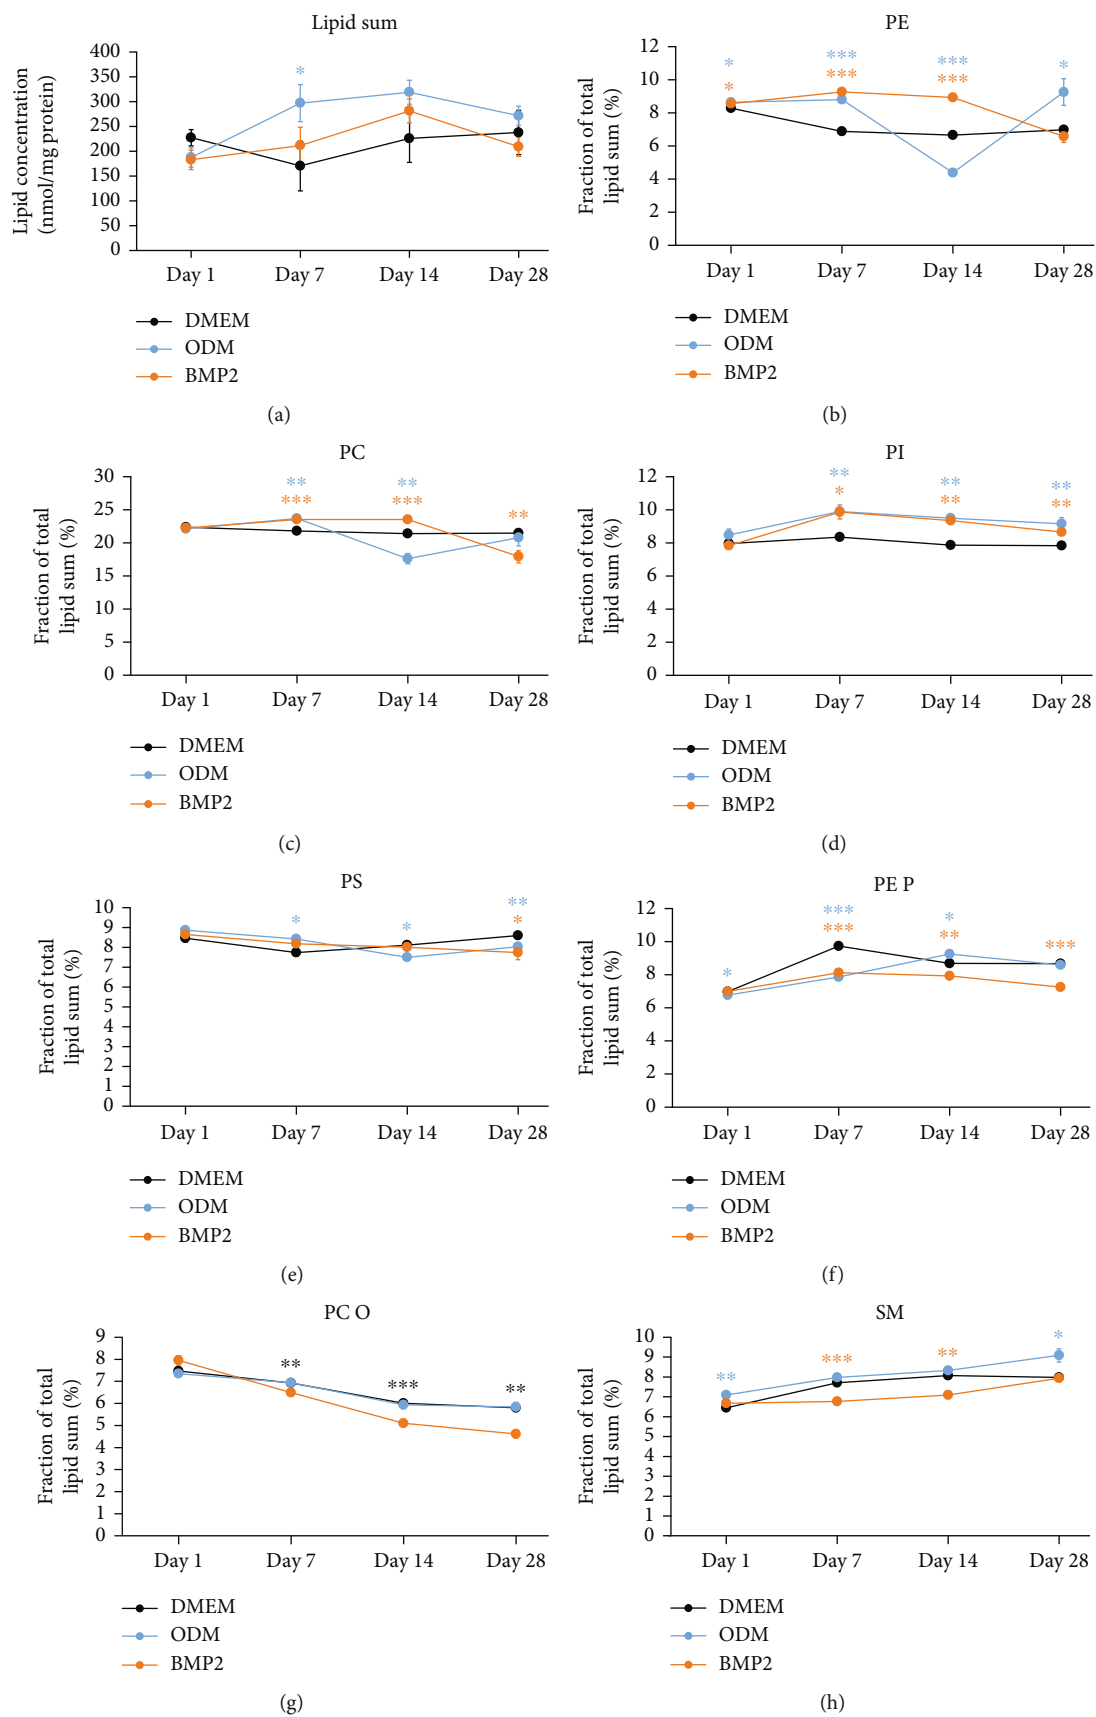 Lipid sum
Lipid concentration
(nmol/mg protein)
400
350
300
250
200
150
100
50
0
*
Day 1 Day 7 Day 14 Day 28
DMEM
ODM
BMP2
(a)
PE
Fraction of total
lipid sum (%)
12
10
8
6
4
2
0
* *** *** *
* *** ***
Day 1 Day 7 Day 14 Day 28
DMEM
ODM
BMP2
(b)
PC
Fraction of total
lipid sum (%)
30
25
20
15
10
5
0
** **
*** *** **
Day 1 Day 7 Day 14 Day 28
DMEM
ODM
BMP2
(c)
PI
Fraction of total
lipid sum (%)
12
10
8
6
4
2
0
** ** **
* ** **
Day 1 Day 7 Day 14 Day 28
DMEM
ODM
BMP2
(d)
PS
Fraction of total
lipid sum (%)
10
9
8
7
6
5
4
3
2
1
0
* * **
*
Day 1 Day 7 Day 14 Day 28
DMEM
ODM
BMP2
(e)
PE P
Fraction of total
lipid sum (%)
12
10
8
6
4
2
0
*** *
*** ** ***
*
Day 1 Day 7 Day 14 Day 28
DMEM
ODM
BMP2
(f)
PC O
Fraction of total
lipid sum (%)
9
8
7
6
5
4
3
2
1
0
** *** **
Day 1 Day 7 Day 14 Day 28
DMEM
ODM
BMP2
(g)
SM
Fraction of total
lipid sum (%)
10
9
8
7
6
5
4
3
2
1
0
** *** ** *
Day 1 Day 7 Day 14 Day 28
DMEM
ODM
BMP2
(h)